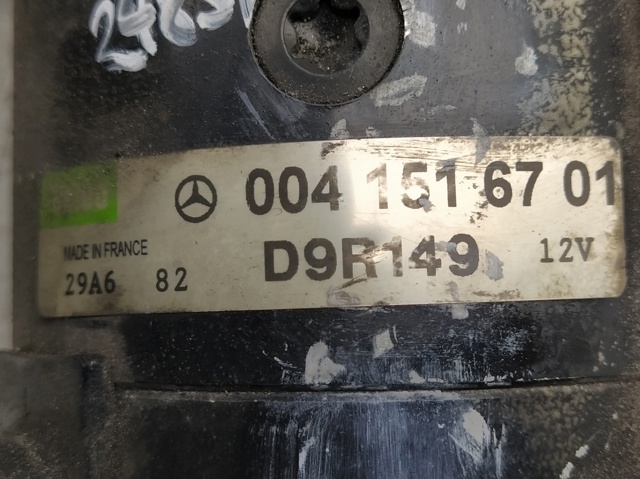 004 151 67 01
MADE IN FRANCE
D9R149
12V
29A6 82